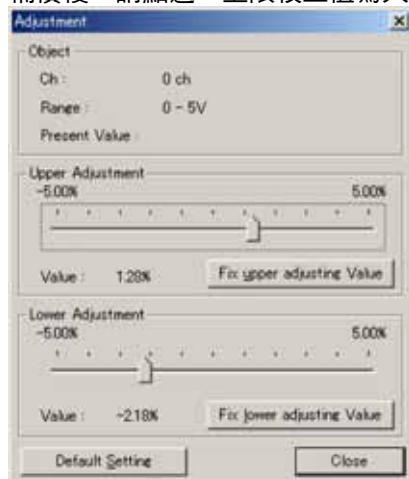 Adjustment
Object
Ch : 0 ch
Range : 0 - 5V
Present Value :
Upper Adjustment
-5.00% 5.00%
Value : 1.28% Fix upper adjusting Value
Lower Adjustment
-5.00% 5.00%
Value : -2.18% Fix lower adjusting Value
Default Setting Close